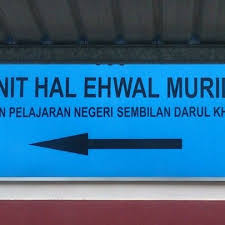 NIT HAL EHWAL MURI
N PELAJARAN NEGERI SEMBILAN DARUL KH